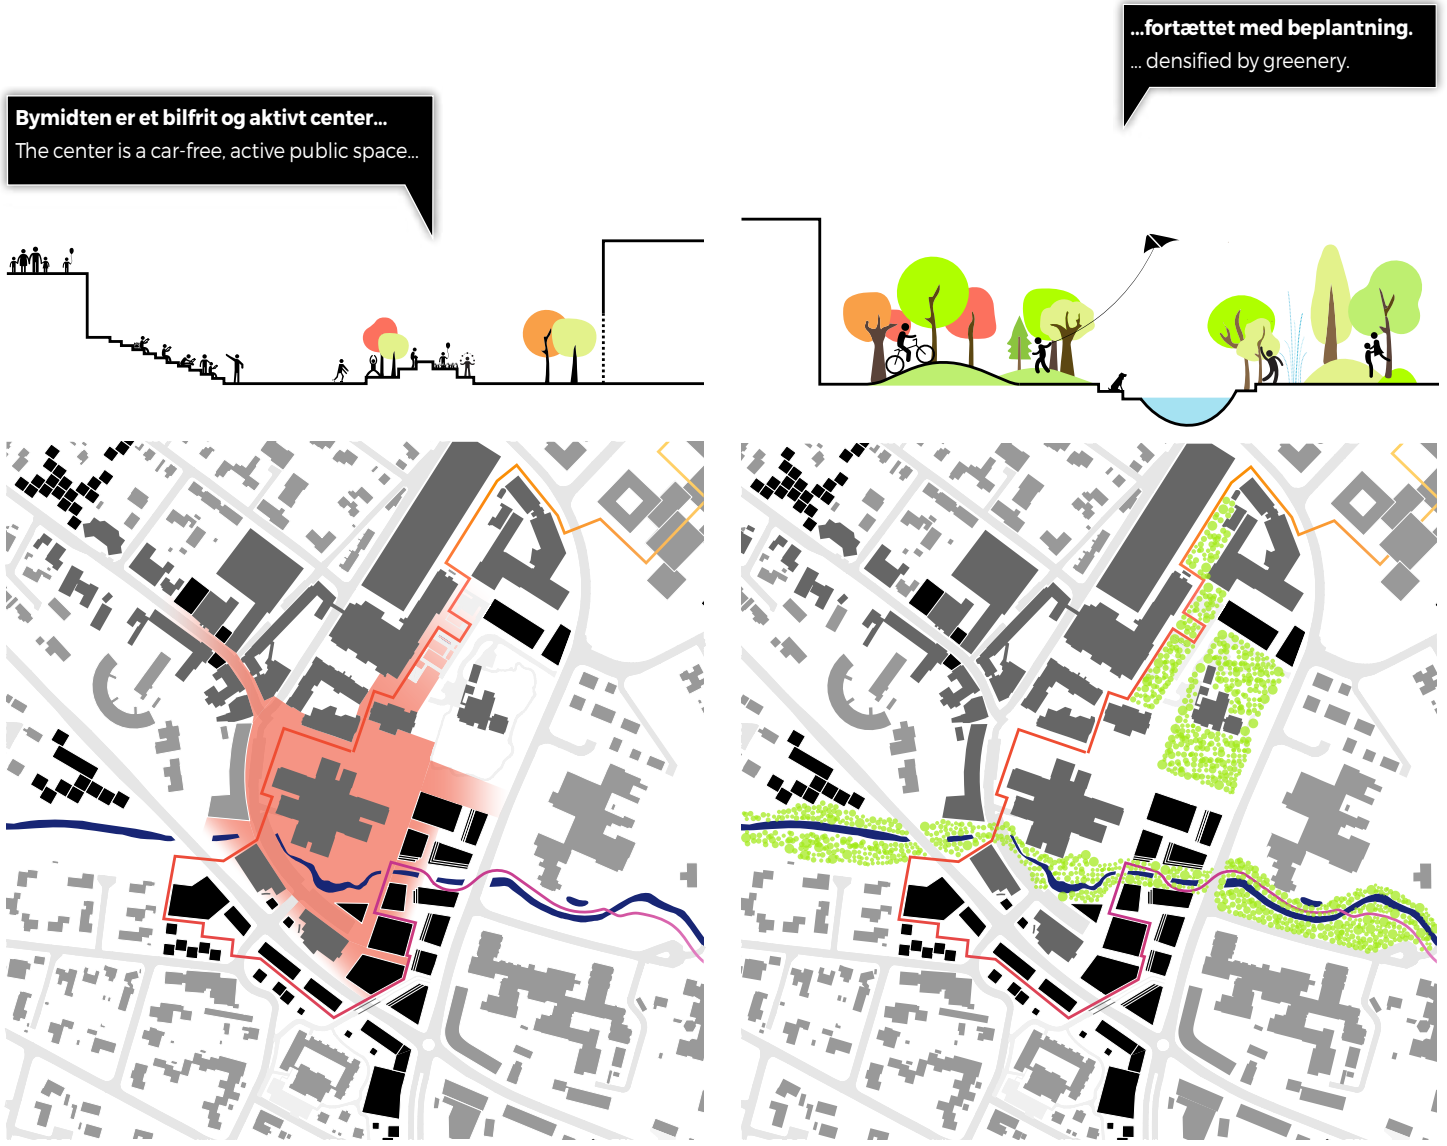 Bymidten er et bilfrit og aktivt center...
The center is a car-free, active public space...
...fortættet med beplantning.
... densified by greenery.